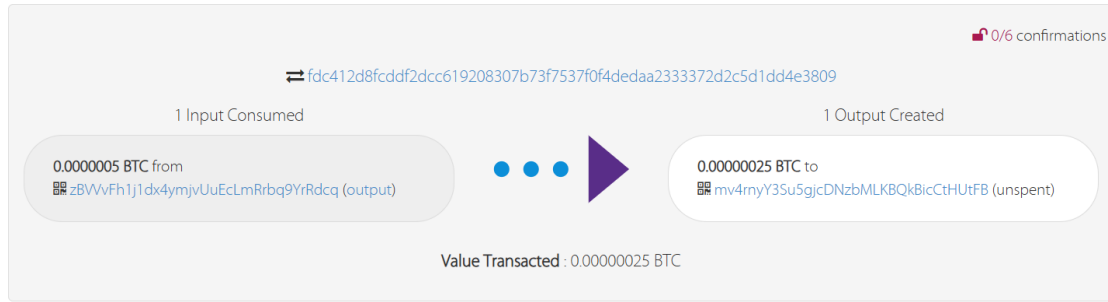 0/6 confirmations
fdc412d8fcddf2dcc619208307b73f7537f0f4dedaa2333372d2c5d1dd4e3809
1 Input Consumed
1 Output Created
0.0000005 BTC from
zBVVvFh1j1dx4ymjvUuEcLmRrbq9YrRdcq (output)
0.00000025 BTC to
mv4rnyY3Su5gjcDNzbMLKBQkBicCtHUtFB (unspent)
Value Transacted : 0.00000025 BTC